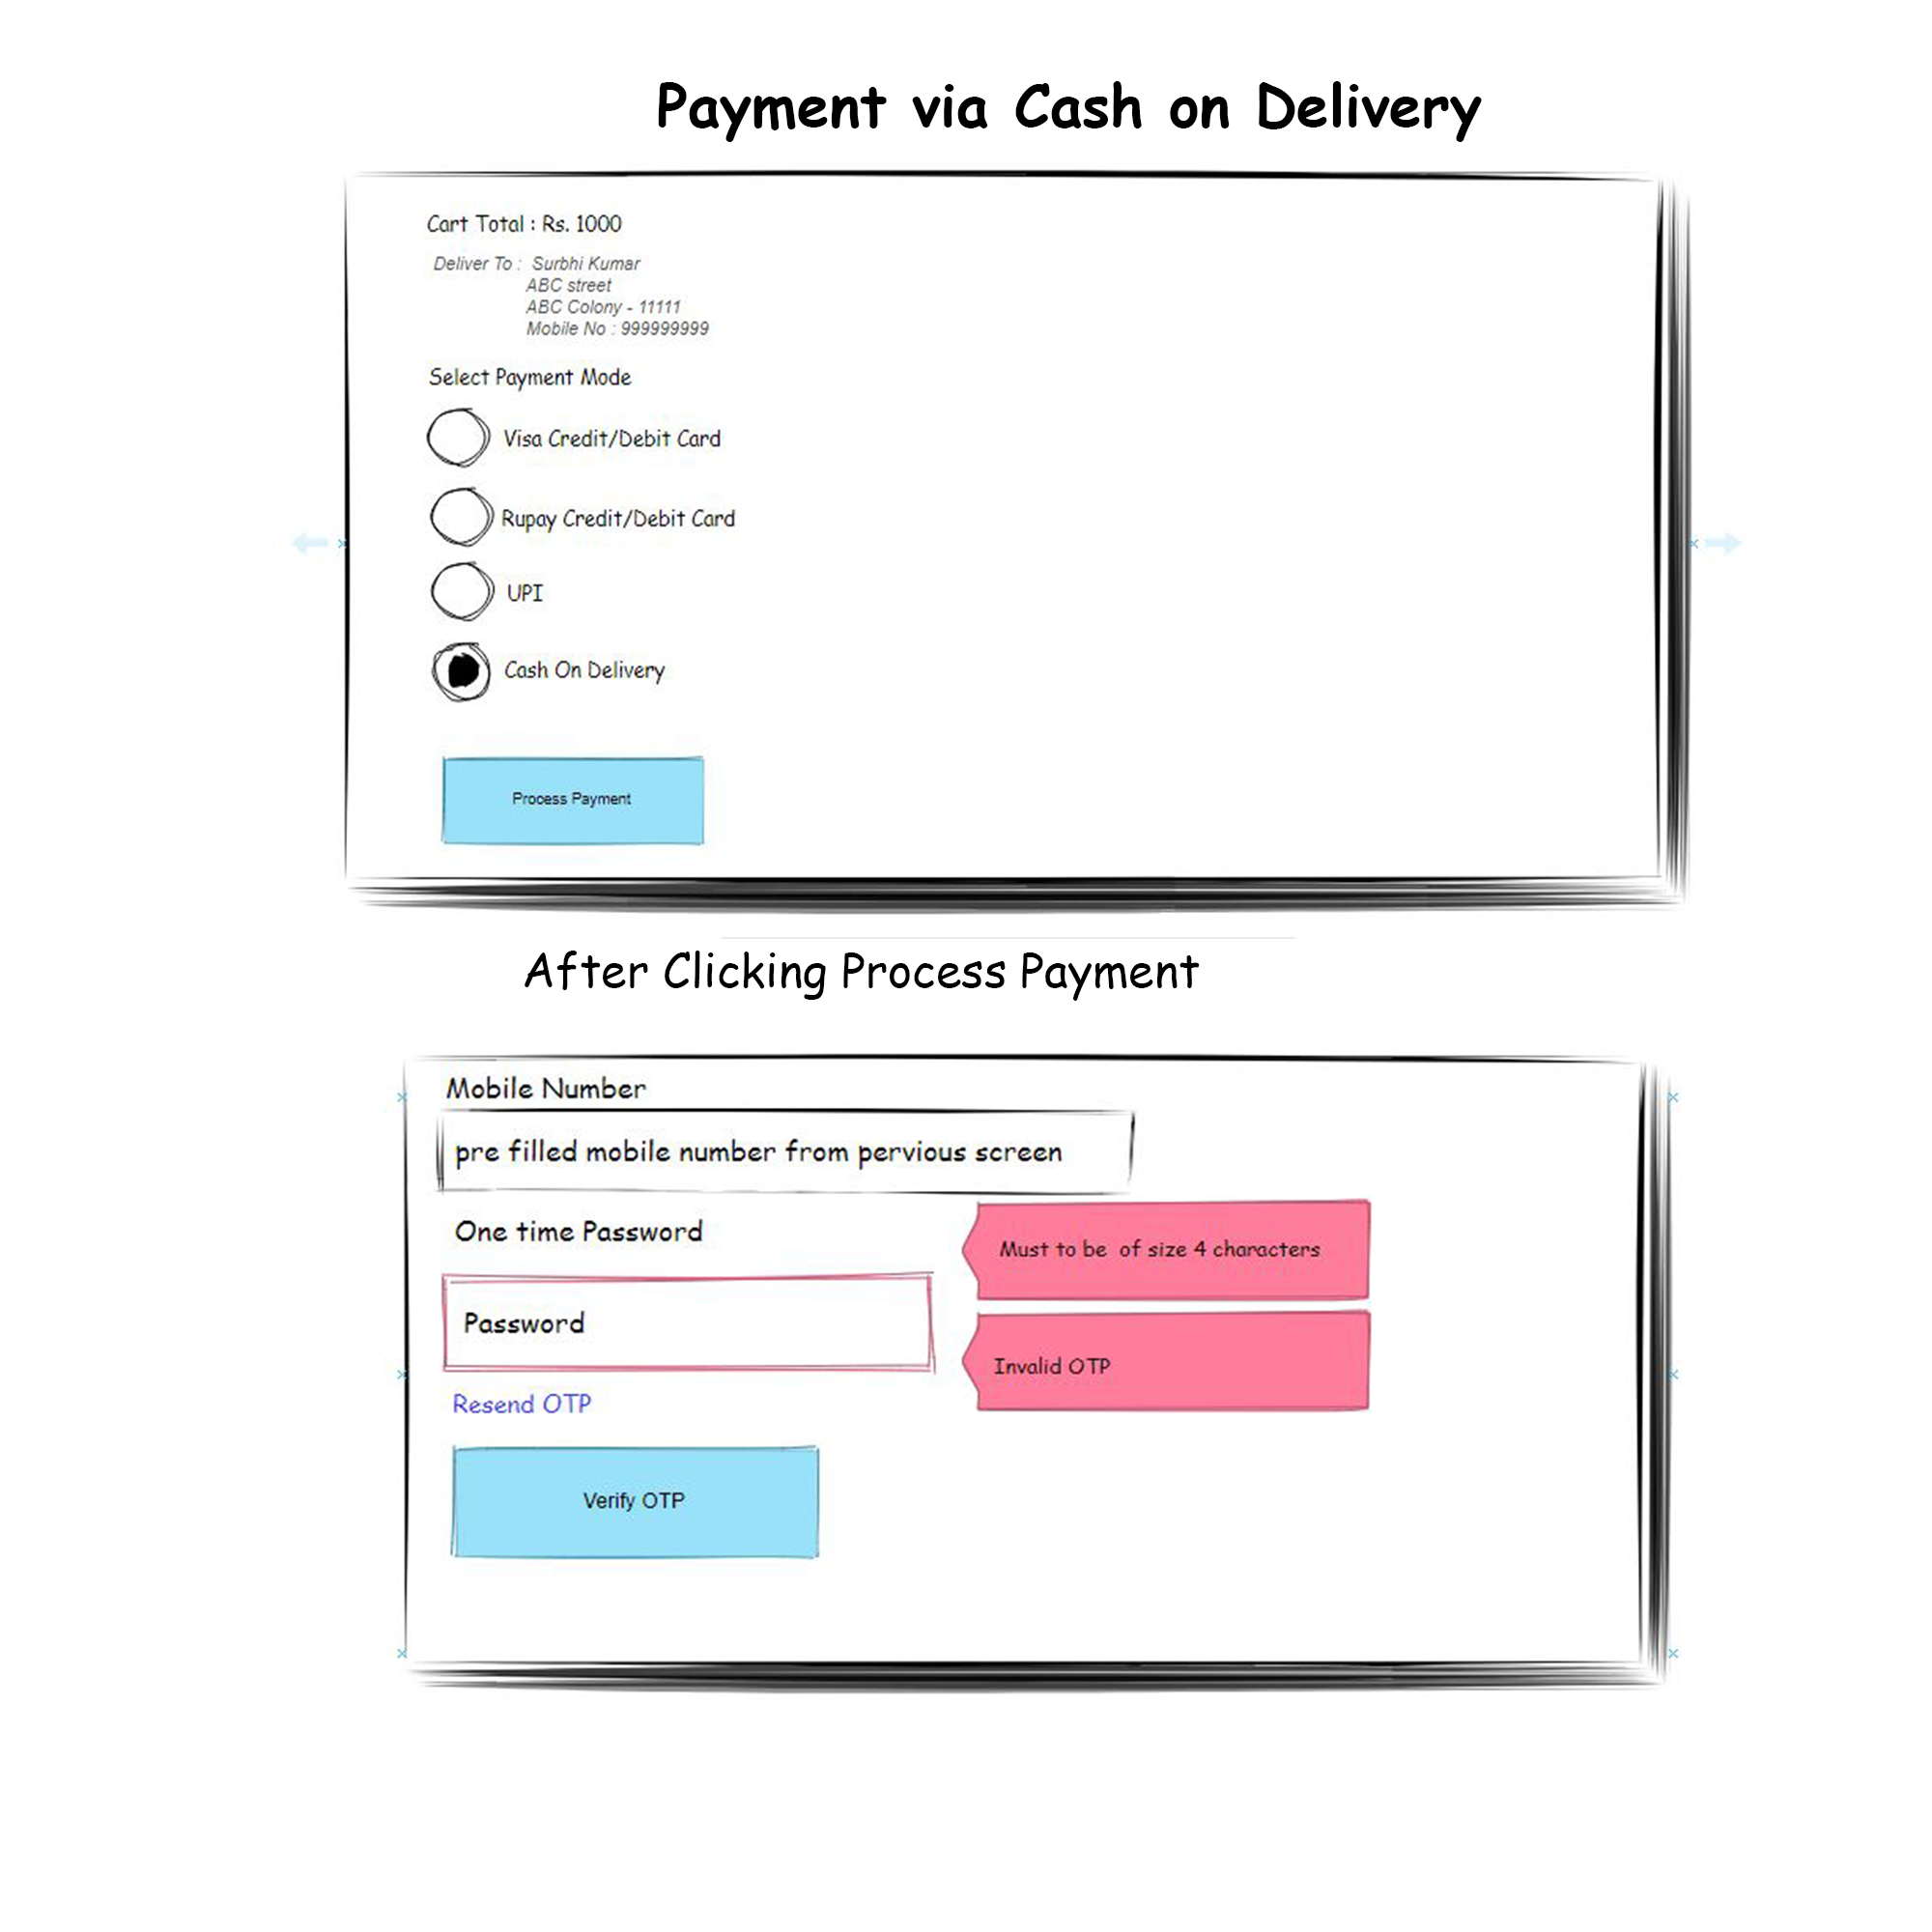 Payment via Cash on Delivery
Cart Total : Rs. 1000
Deliver To : Surbhi Kumar
ABC street
ABC Colony - 11111
Mobile No : 999999999
Select Payment Mode
Visa Credit/Debit Card
Rupay Credit/Debit Card
UPI
Cash On Delivery
Process Payment
After Clicking Process Payment
Mobile Number
pre filled mobile number from pervious screen
One time Password
Must to be of size 4 characters
Password
Invalid OTP
Resend OTP
Verify OTP